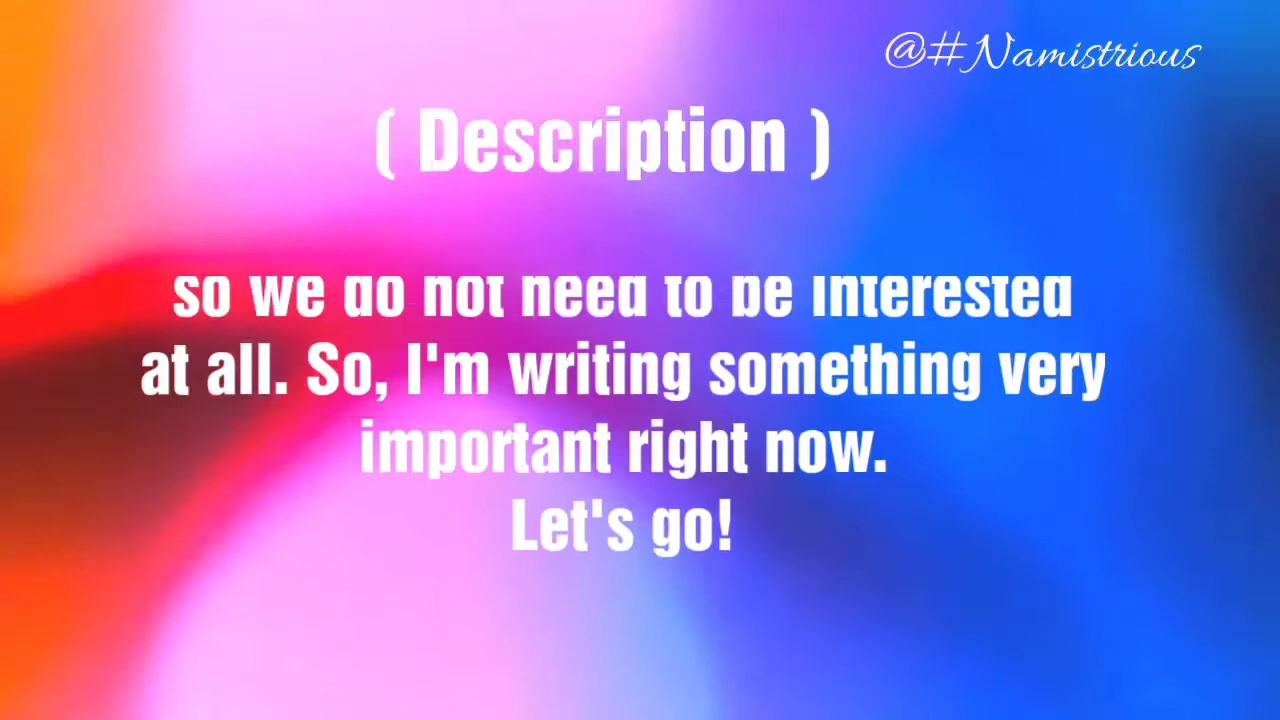 @#Namistrious
( Description )
so we do not need to be interested
at all. So, I'm writing something very
important right now.
Let's go!